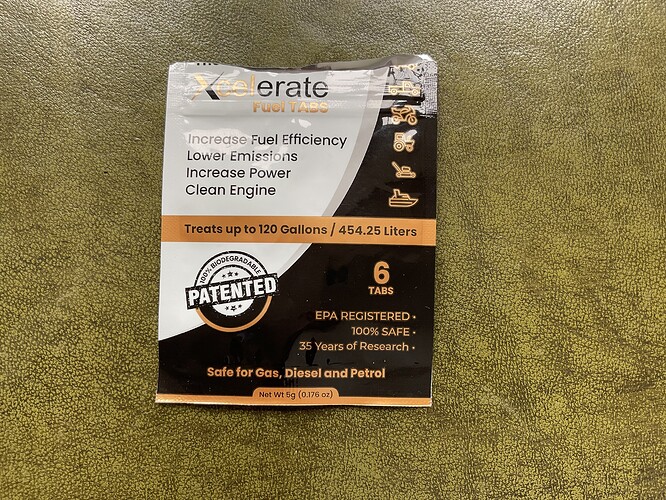 Xcelerate
Fuel TABS
Increase Fuel Efficiency
Lower Emissions
Increase Power
Clean Engine
Treats up to 120 Gallons / 454.25 Liters
100% BIODEGRADABLE
PATENTED
6
TABS
EPA REGISTERED •
100% SAFE •
35 Years of Research •
Safe for Gas, Diesel and Petrol
Net Wt 5g (0.176 oz)